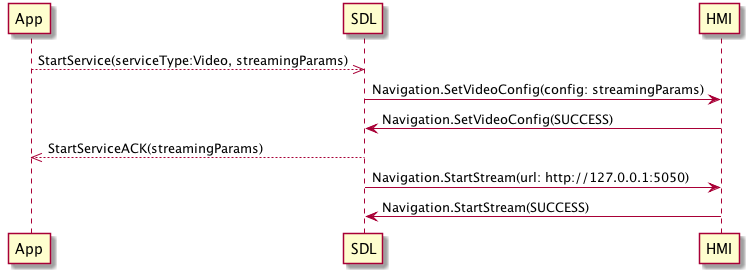 App SDL HMI
StartService(serviceType:Video, streamingParams)
Navigation.SetVideoConfig(config: streamingParams)
Navigation.SetVideoConfig(SUCCESS)
StartServiceACK(streamingParams)
Navigation.StartStream(url: http://127.0.0.1:5050)
Navigation.StartStream(SUCCESS)
App SDL HMI